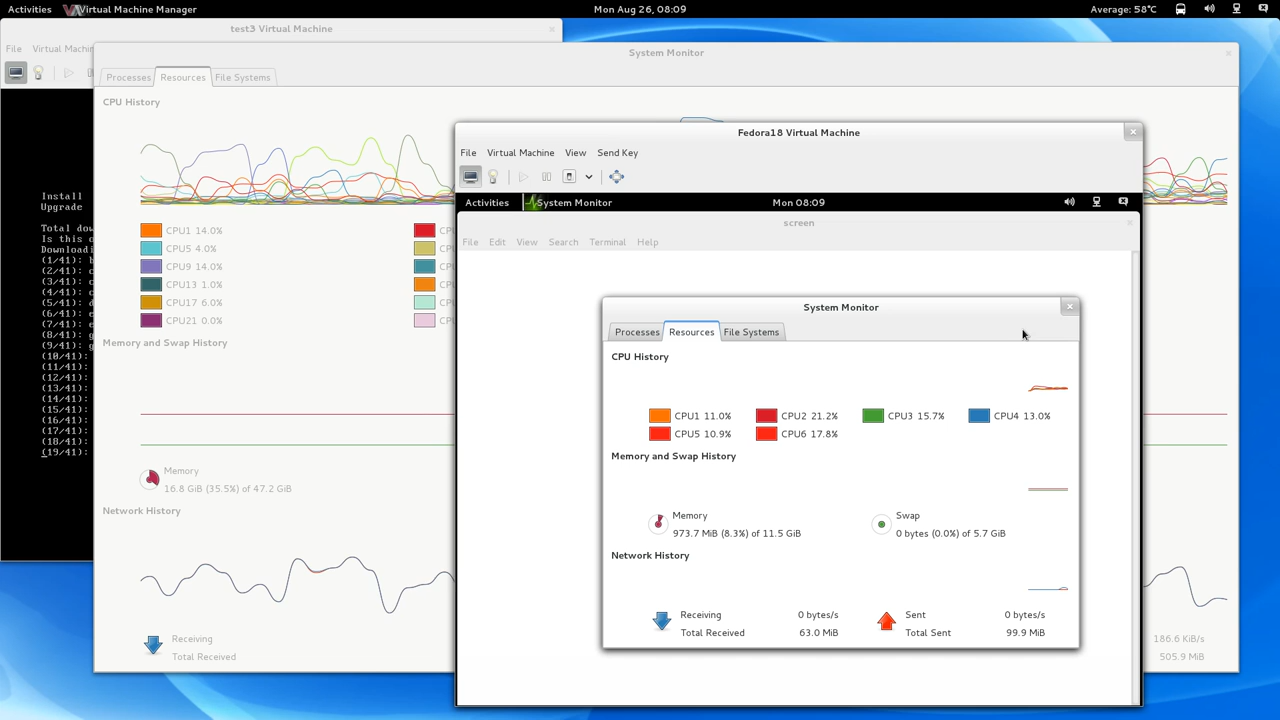 Activities Virtual Machine Manager Mon Aug 26, 08:09 Average: 58°C
test3 Virtual Machine
File Virtual Machin
System Monitor
Processes Resources File Systems
CPU History
CPU1 14.0%
CPU5 4.0%
CPU9 14.0%
CPU13 1.0%
CPU17 6.0%
CPU21 0.0%
CP
CP
CP
CP
CP
CP
Memory and Swap History
Memory
16.8 GiB (35.5%) of 47.2 GiB
Network History
Receiving
Total Received
186.6 KiB/s
505.9 MiB
Install
Upgrade
Total dow
Is this o
Downloadi
(1/41): b
(2/41): c
(3/41): c
(4/41): c
(5/41): d
(6/41): e
(7/41): e
(8/41): g
(9/41): g
(10/41):
(11/41):
(12/41):
(13/41):
(14/41):
(15/41):
(16/41):
(17/41):
(18/41):
(19/41):
Fedora18 Virtual Machine
File Virtual Machine View Send Key
Activities System Monitor Mon 08:09
screen
File Edit View Search Terminal Help
System Monitor
Processes Resources File Systems
CPU History
CPU1 11.0% CPU2 21.2% CPU3 15.7% CPU4 13.0%
CPU5 10.9% CPU6 17.8%
Memory and Swap History
Memory Swap
973.7 MiB (8.3%) of 11.5 GiB 0 bytes (0.0%) of 5.7 GiB
Network History
Receiving 0 bytes/s Sent 0 bytes/s
Total Received 63.0 MiB Total Sent 99.9 MiB